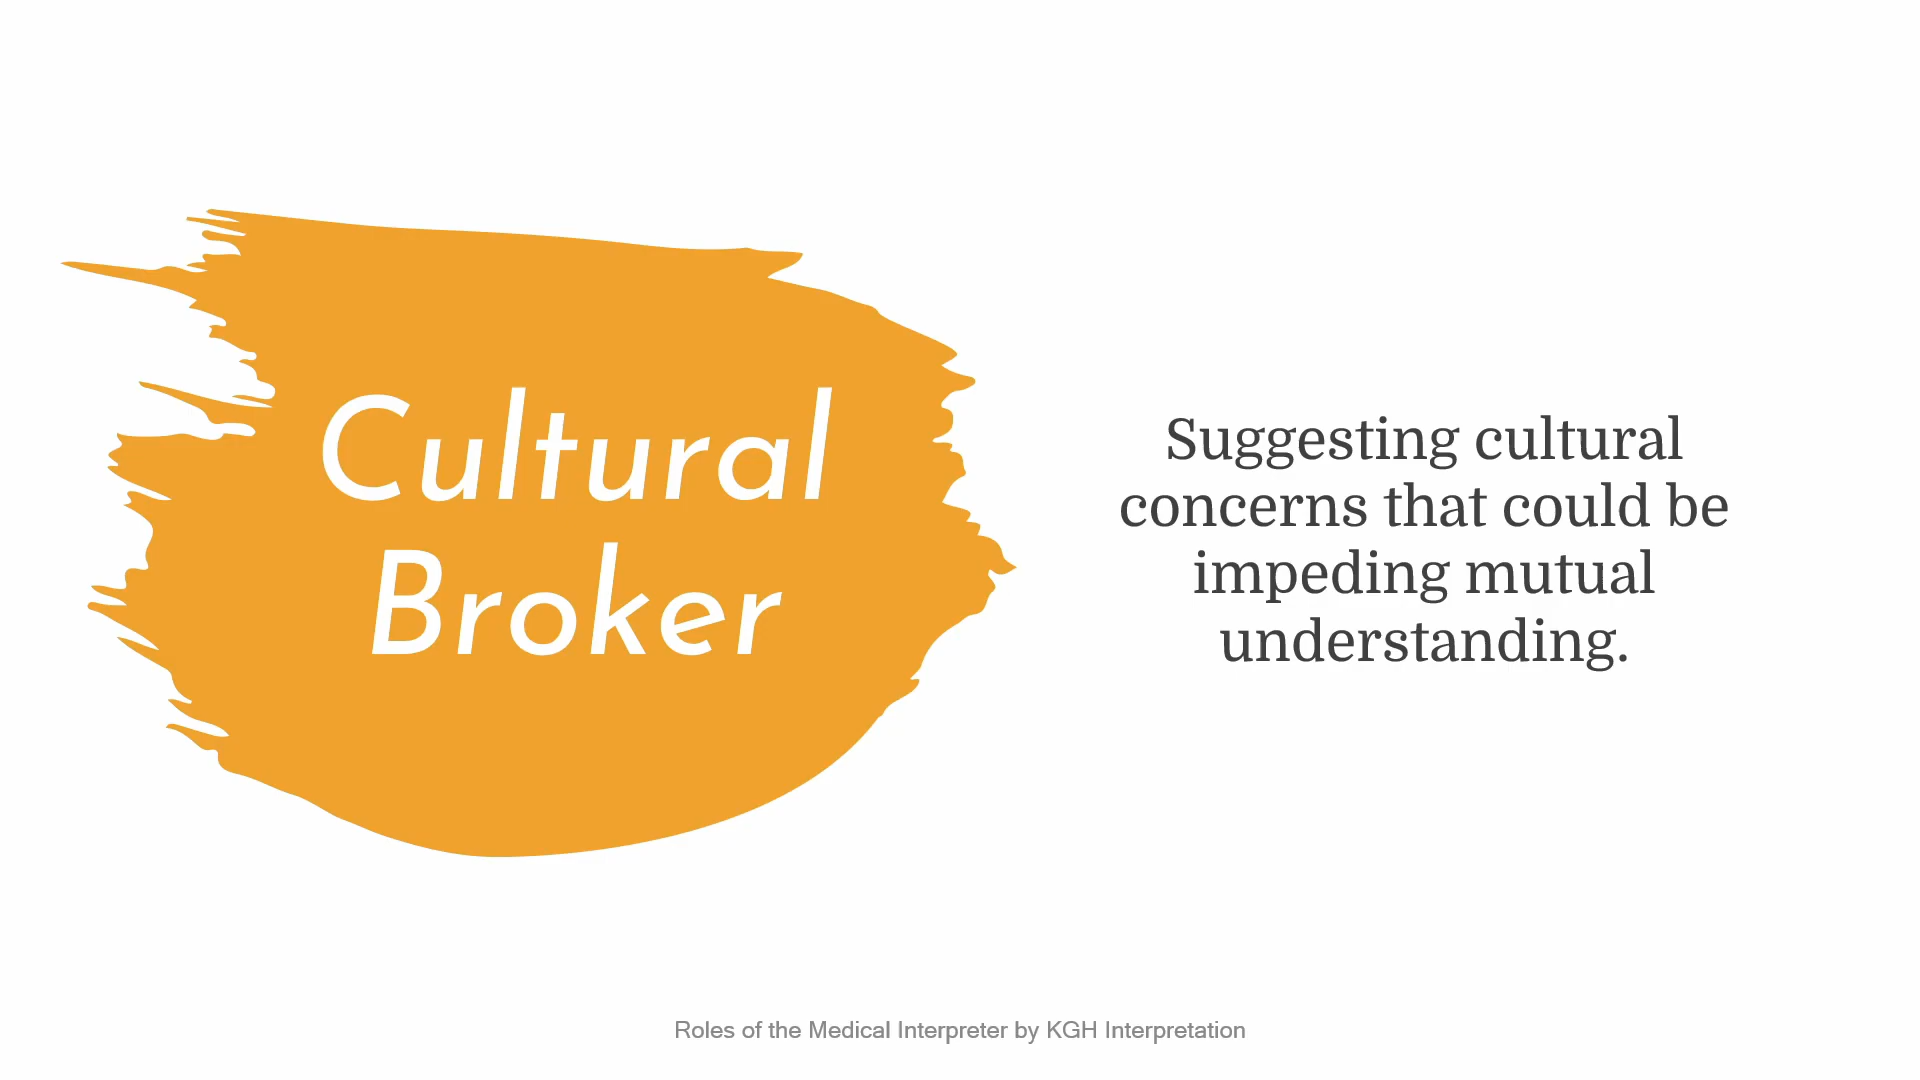 Cultural
Broker
Suggesting cultural
concerns that could be
impeding mutual
understanding.
Roles of the Medical Interpreter by KGH Interpretation